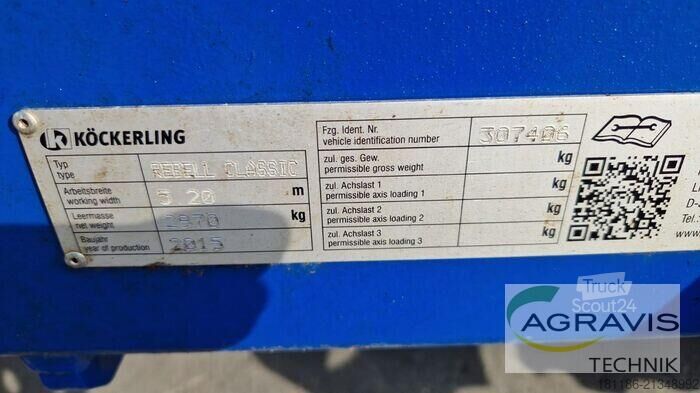 KÖCKERLING
Typ
type
REBELL CLASSIC
Arbeitsbreite
working width
5 20 m
Leermasse
net weight
2970 kg
Baujahr
year of production
2015
Fzg. Ident. Nr.
vehicle identification number
307406
zul. ges. Gew.
permissible gross weight
kg
zul. Achslast 1
permissible axis loading 1
kg
zul. Achslast 2
permissible axis loading 2
kg
zul. Achslast 3
permissible axis loading 3
kg
D-
Tel.:
www.
Truck
Scout24
AGRAVIS
TECHNIK
181186-21348992